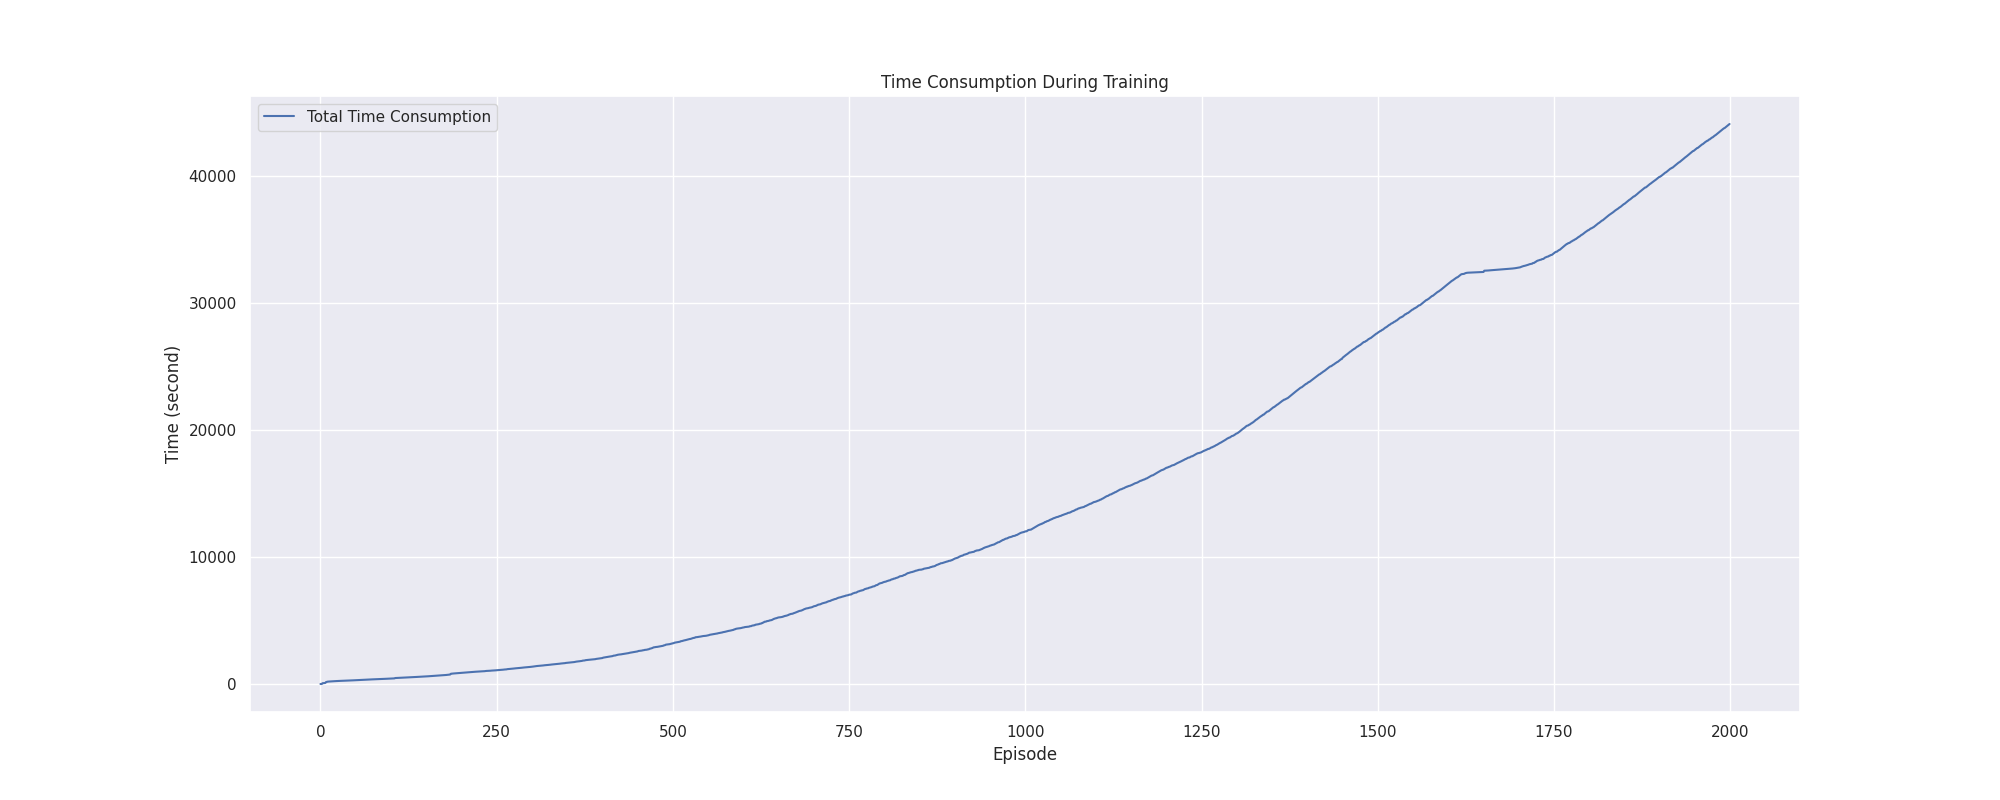 Time Consumption During Training
Total Time Consumption
Time (second)
40000
30000
20000
10000
0
0 250 500 750 1000 1250 1500 1750 2000
Episode